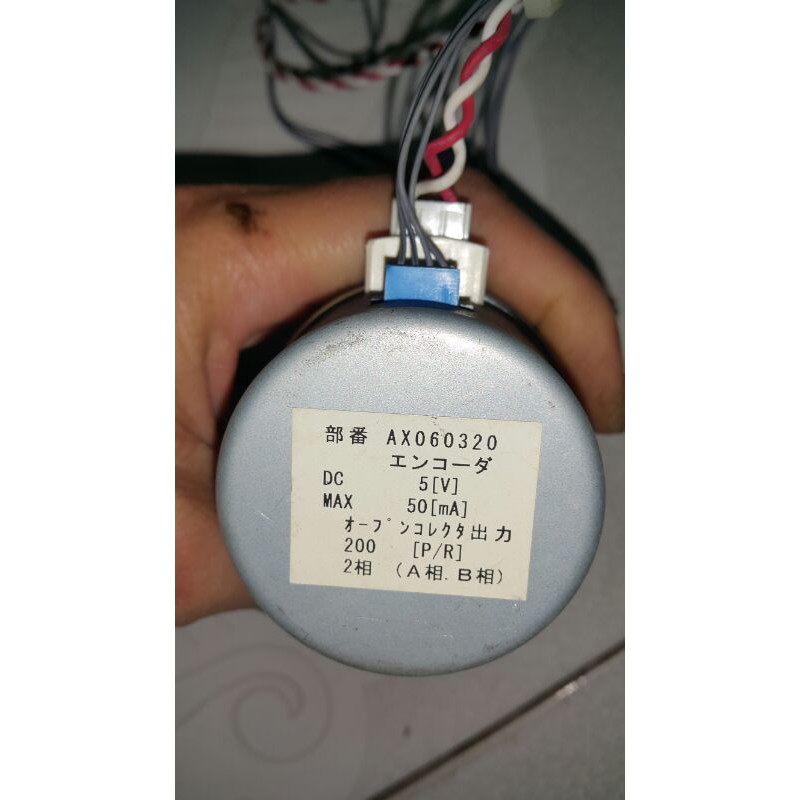 部番 AX060320
エンコーダ
DC 5[V]
MAX 50[mA]
オープンコレクタ出力
200 [P/R]
2相 (A相.B相)